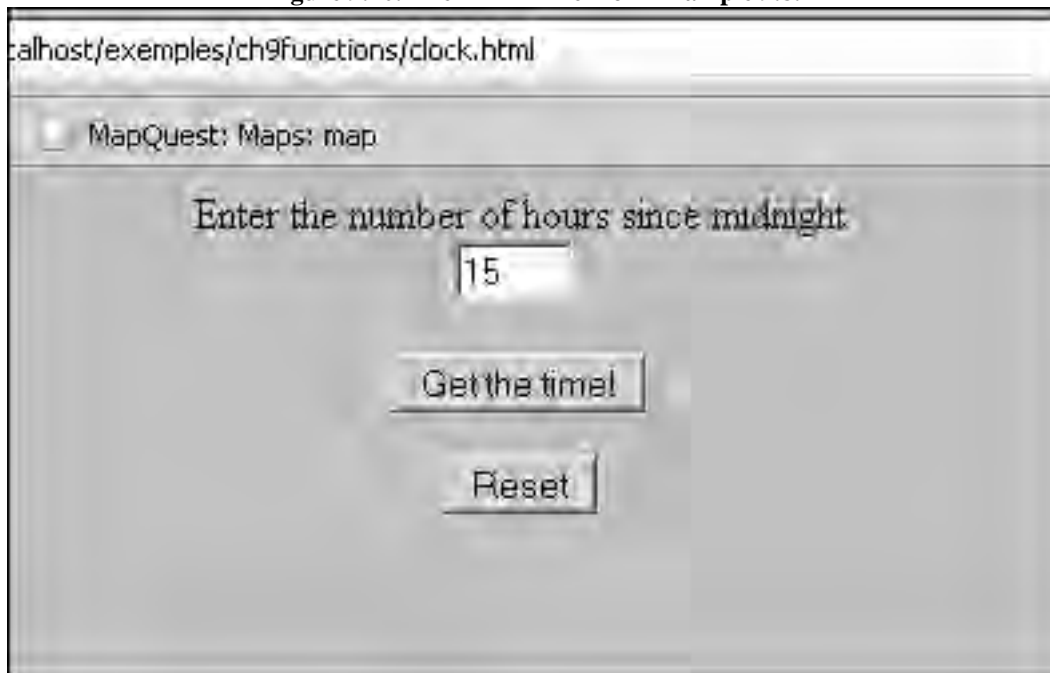 talhost/exemples/ch9functions/clock.html
MapQuest: Maps: map
Enter the number of hours since midnight
15
Get the time!
Reset